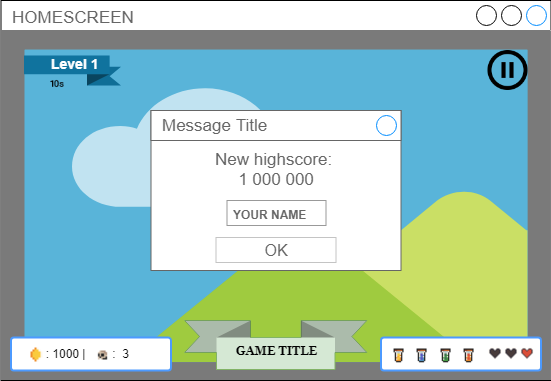 HOMESCREEN
Level 1
10s
Message Title
New highscore:
1 000 000
YOUR NAME
OK
GAME TITLE
: 1000 | : 3